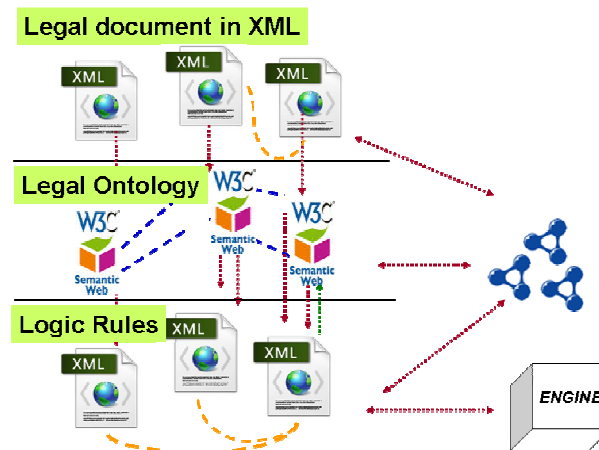 Legal document in XML
XML
XML
XML
Legal Ontology
W3C®
Semantic
Web
W3C®
Semantic
Web
W3C®
Semantic
Web
Logic Rules
XML
XML
XML
ENGINE